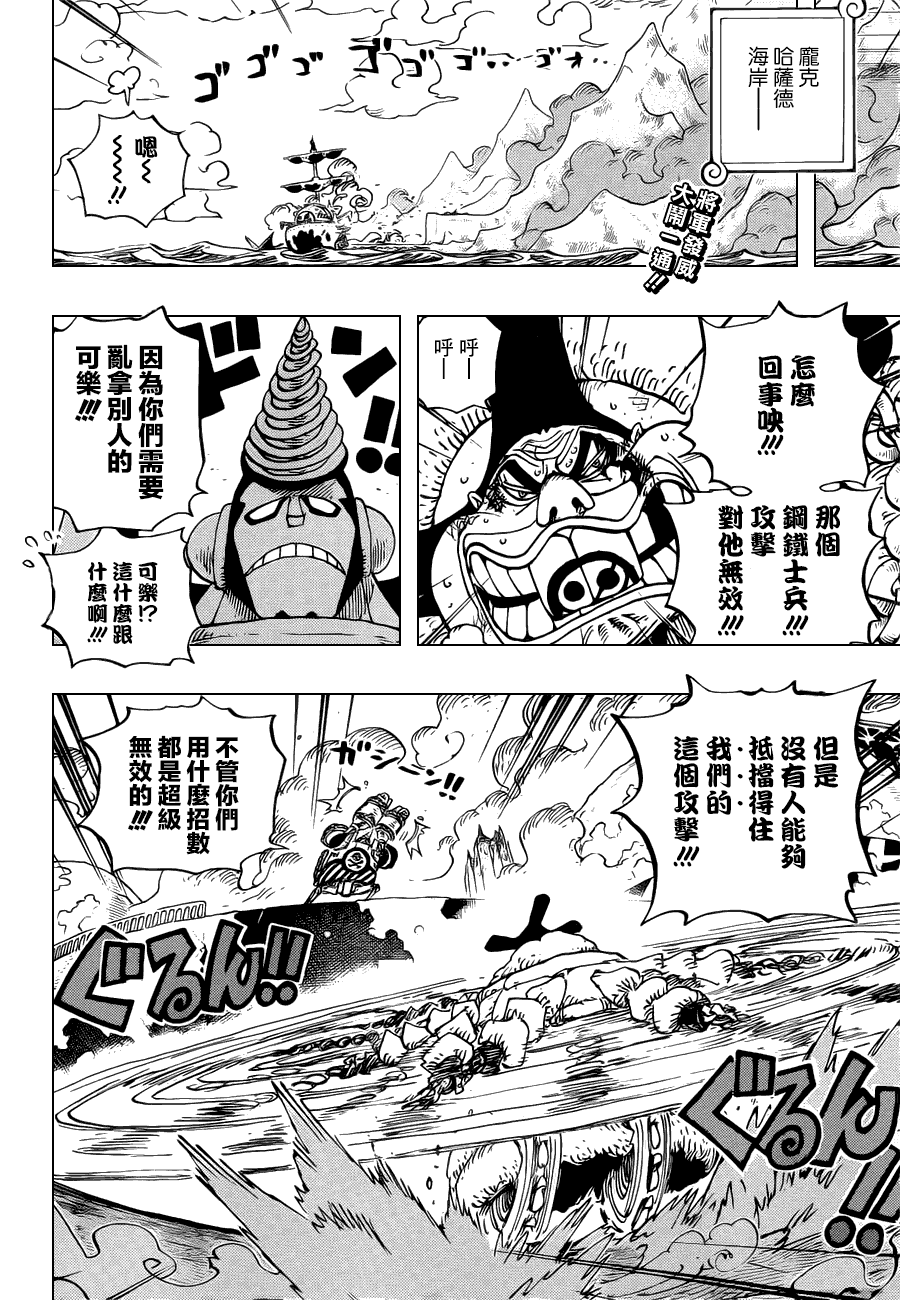 龐克
哈薩德
海岸——
ゴゴゴゴゴ…ゴォ‥
將軍發威
大鬧一通!!!
嗯～
～～～～!!
怎麼
回事呀!!!
那個
鋼鐵士兵!!!
攻擊
對他無效!!!
呼—
呼—
ドン!!
因為你們需要
亂拿別人的
可樂!!!
可樂!?
這什麼跟
什麼啊!!!
但是
沒有人能夠
抵擋得住
我們的
這個攻擊!!!
ガシーン!!
不管你們
用什麼招數
都是超級
無效的!!!
ぐるん!!
ぐるん!!